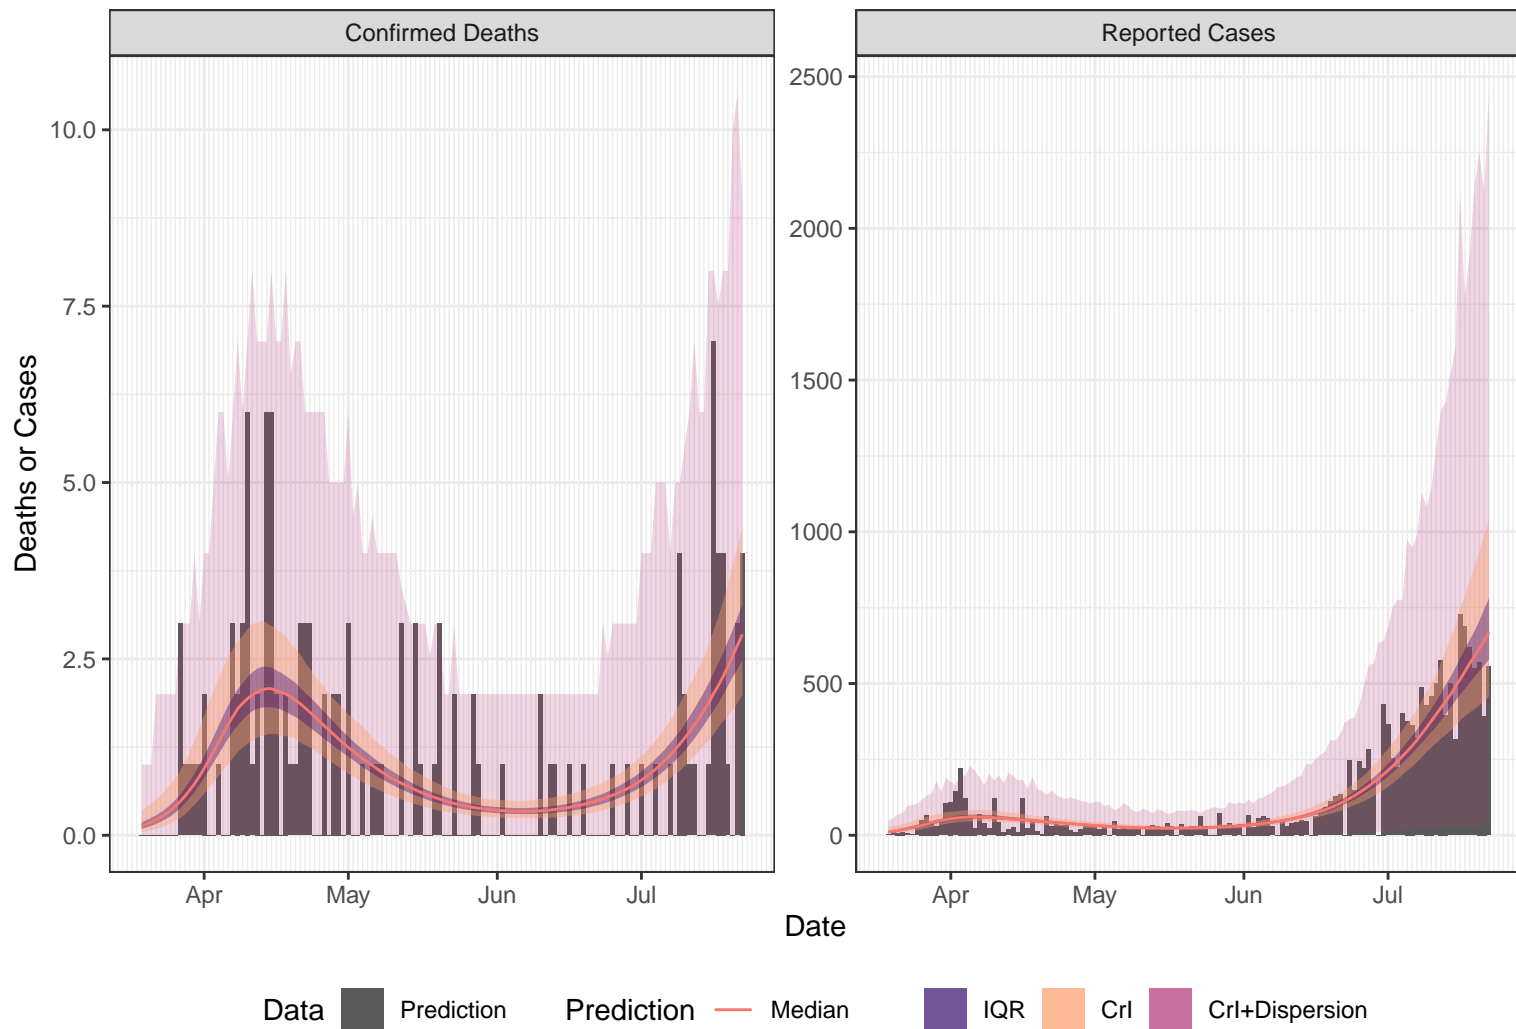 Confirmed Deaths
Reported Cases
Deaths or Cases
10.0
7.5
5.0
2.5
0.0
2500
2000
1500
1000
500
0
Apr May Jun Jul
Apr May Jun Jul
Date
Data Prediction Prediction Median IQR CrI CrI+Dispersion